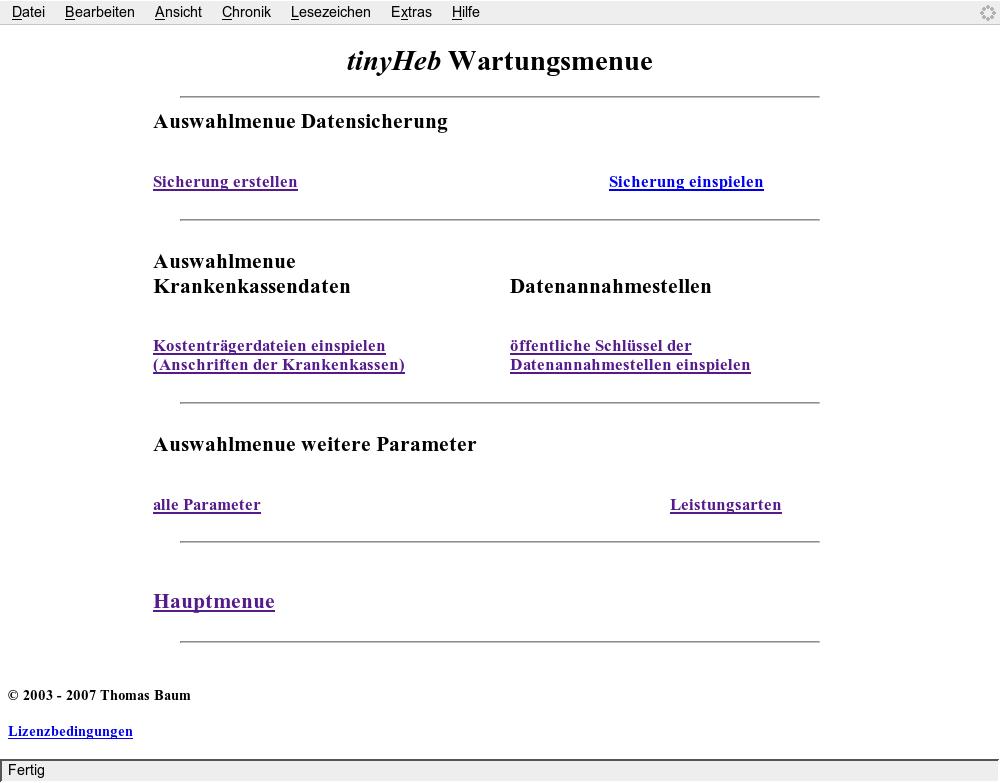 Datei Bearbeiten Ansicht Chronik Lesezeichen Extras Hilfe
tinyHeb Wartungsmenue
Auswahlmenue Datensicherung
Sicherung erstellen Sicherung einspielen
Auswahlmenue
Krankenkassendaten Datenannahmestellen
Kostenträgerdateien einspielen öffentliche Schlüssel der
(Anschriften der Krankenkassen) Datenannahmestellen einspielen
Auswahlmenue weitere Parameter
alle Parameter Leistungsarten
Hauptmenue
© 2003 - 2007 Thomas Baum
Lizenzbedingungen
Fertig